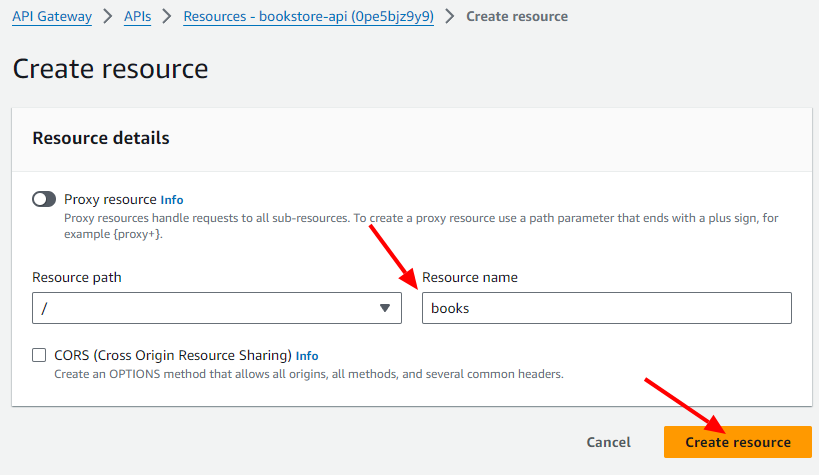 API Gateway > APIs > Resources - bookstore-api (0pe5bjz9y9) > Create resource
Create resource
Resource details
Proxy resource Info
Proxy resources handle requests to all sub-resources. To create a proxy resource use a path parameter that ends with a plus sign, for
example {proxy+}.
Resource path
/
Resource name
books
CORS (Cross Origin Resource Sharing) Info
Create an OPTIONS method that allows all origins, all methods, and several common headers.
Cancel
Create resource